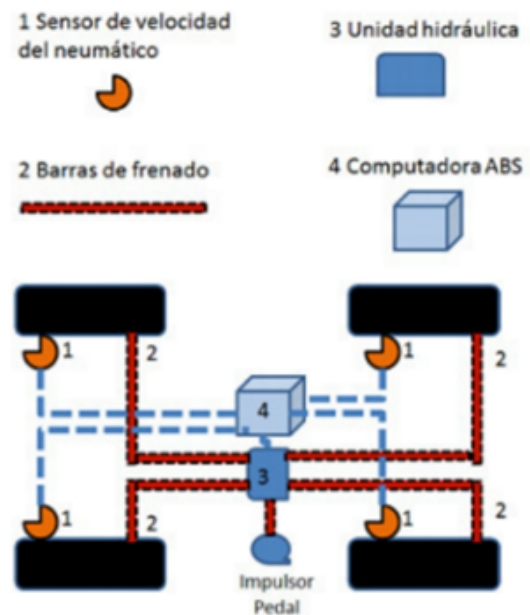 1 Sensor de velocidad
del neumático
3 Unidad hidráulica
2 Barras de frenado
4 Computadora ABS
1
2
1
2
4
3
1
2
1
2
Impulsor
Pedal